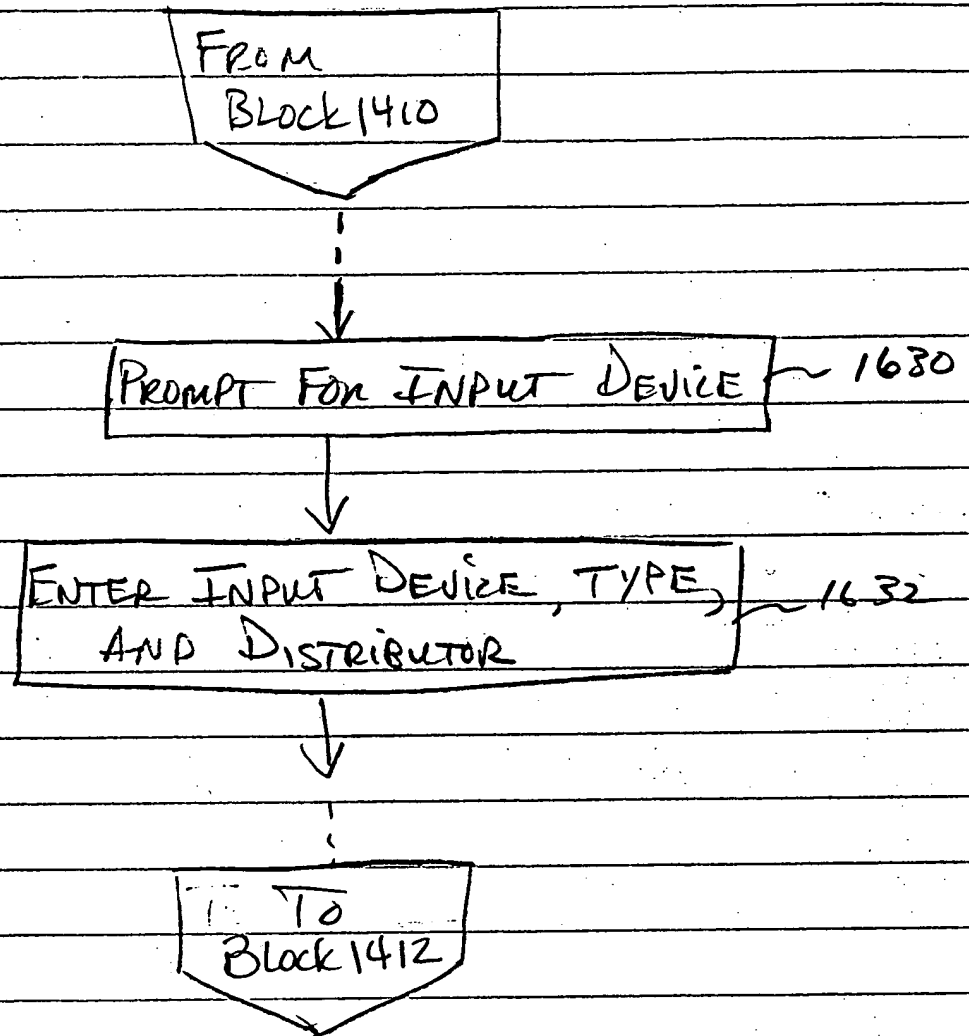 FROM
BLOCK 1410
PROMPT FOR INPUT DEVICE 1630
ENTER INPUT DEVICE, TYPE, 1632
AND DISTRIBUTOR
TO
BLOCK 1412